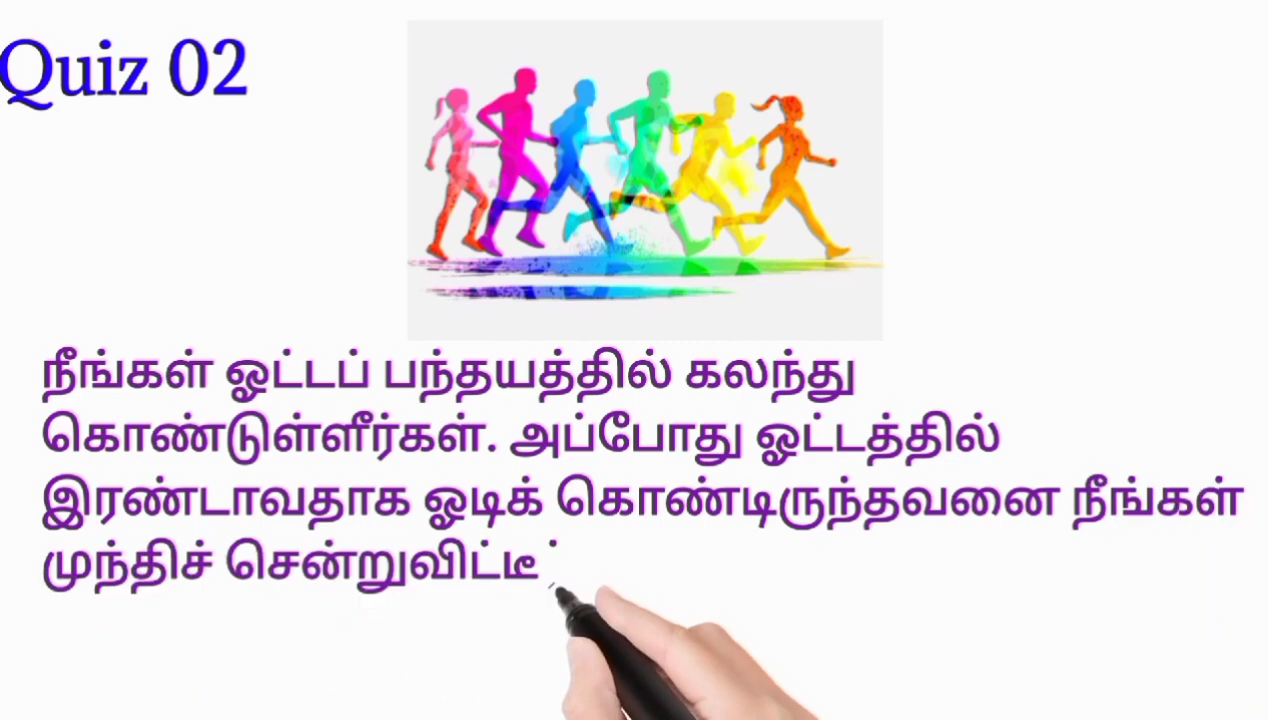 Quiz 02
நீங்கள் ஓட்டப் பந்தயத்தில் கலந்து
கொண்டுள்ளீர்கள். அப்போது ஓட்டத்தில்
இரண்டாவதாக ஓடிக் கொண்டிருந்தவனை நீங்கள்
முந்திச் சென்றுவிட்டீ